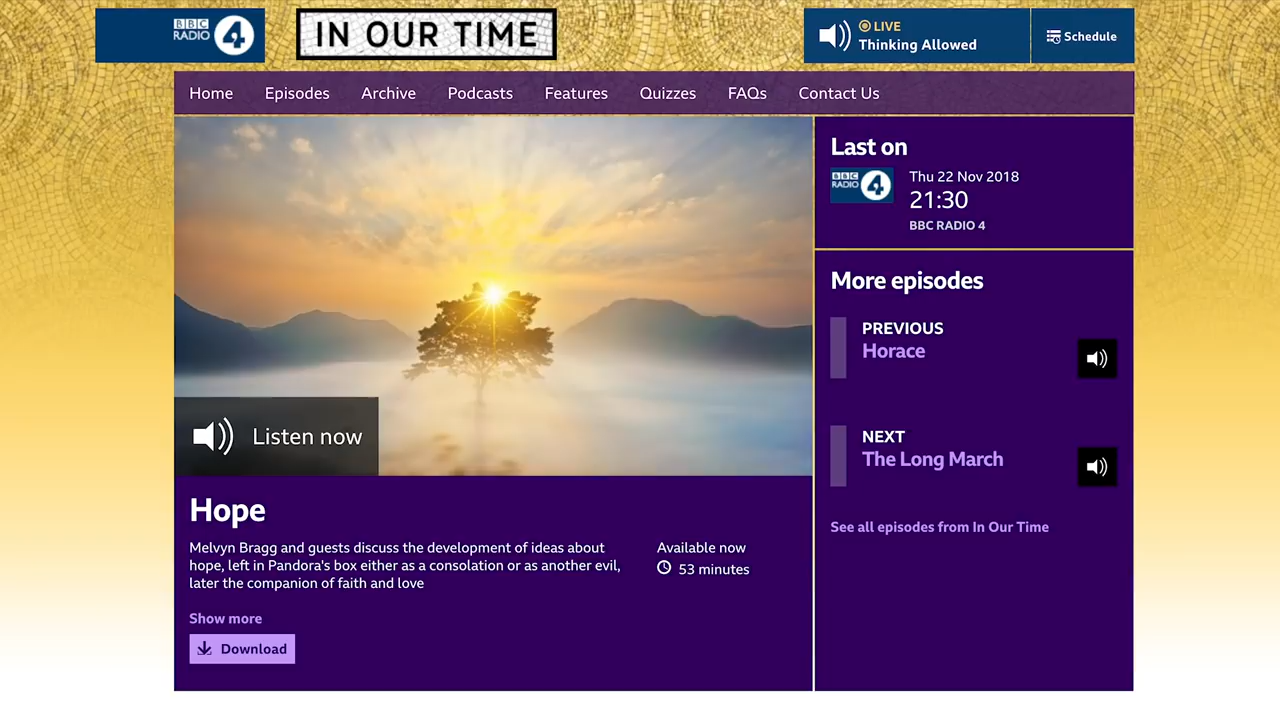 BBC
RADIO 4
IN OUR TIME
LIVE
Thinking Allowed
Schedule
Home Episodes Archive Podcasts Features Quizzes FAQs Contact Us
Listen now
Hope
Melvyn Bragg and guests discuss the development of ideas about
hope, left in Pandora's box either as a consolation or as another evil,
later the companion of faith and love
Available now
53 minutes
Show more
Download
Last on
BBC
RADIO 4
Thu 22 Nov 2018
21:30
BBC RADIO 4
More episodes
PREVIOUS
Horace
NEXT
The Long March
See all episodes from In Our Time